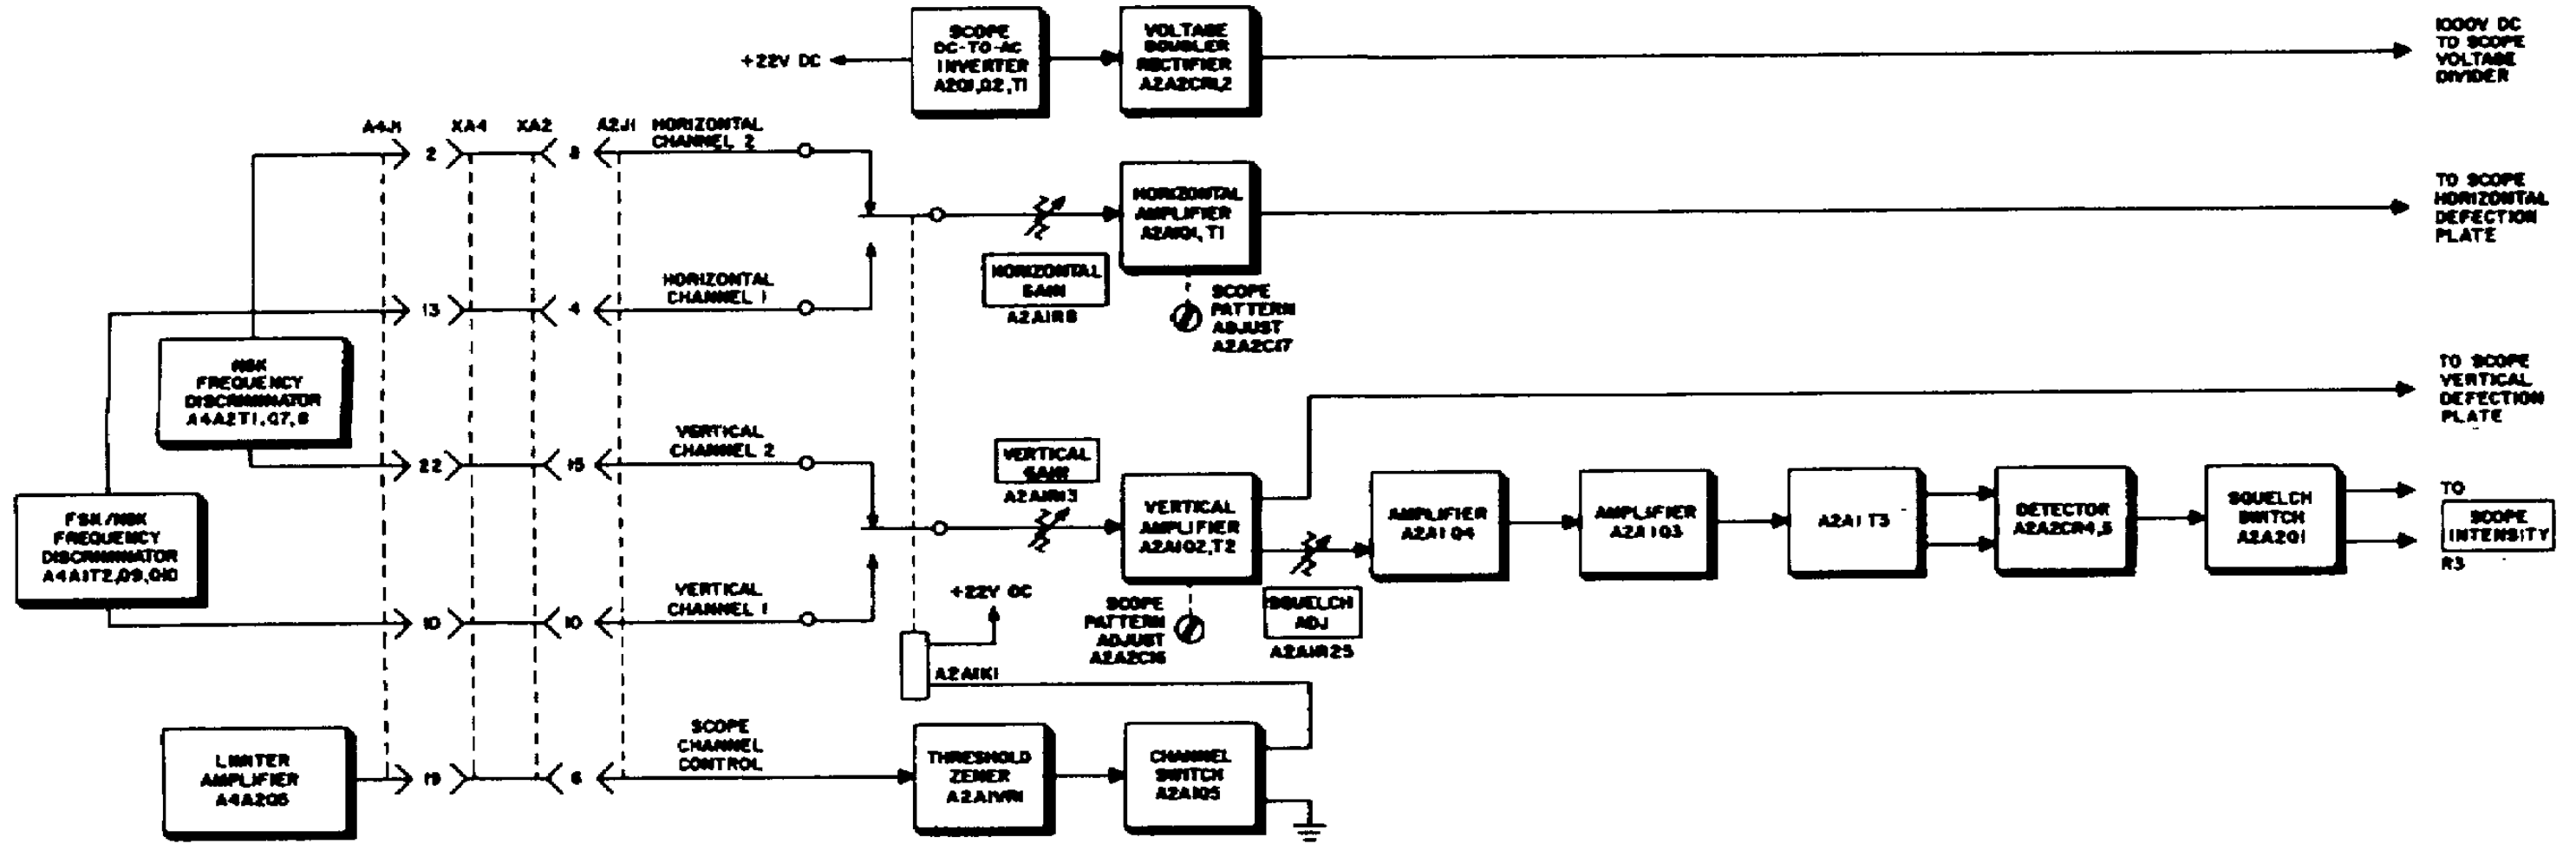 SCOPE
DC-TO-AC
INVERTER
A2Q1,Q2,T1
VOLTAGE
DOUBLER
RECTIFIER
A2A2CR1,2
1000V DC
TO SCOPE
VOLTAGE
DIVIDER
+22V DC
A4J1
XA4
XA2
A2J1
HORIZONTAL
CHANNEL 2
2
8
HORIZONTAL
AMPLIFIER
A2A1Q1,T1
TO SCOPE
HORIZONTAL
DEFECTION
PLATE
HORIZONTAL
GAIN
A2A1R8
HORIZONTAL
CHANNEL 1
13
4
SCOPE
PATTERN
ADJUST
A2A2C17
NSK
FREQUENCY
DISCRIMINATOR
A4A2T1,Q7,8
TO SCOPE
VERTICAL
DEFECTION
PLATE
VERTICAL
CHANNEL 2
22
15
VERTICAL
GAIN
A2A1R13
FSK/NSK
FREQUENCY
DISCRIMINATOR
A4A1T2,Q9,Q10
VERTICAL
AMPLIFIER
A2A1Q2,T2
AMPLIFIER
A2A1Q4
AMPLIFIER
A2A1Q3
A2A1T3
DETECTOR
A2A2CR4,5
SQUELCH
SWITCH
A2A2Q1
TO
SCOPE
INTENSITY
R3
VERTICAL
CHANNEL 1
10
10
+22V DC
SCOPE
PATTERN
ADJUST
A2A2C16
SQUELCH
ADJ
A2A1R25
A2A1K1
LIMITER
AMPLIFIER
A4A2Q6
19
6
SCOPE
CHANNEL
CONTROL
THRESHOLD
ZENER
A2A1VR1
CHANNEL
SWITCH
A2A1Q5